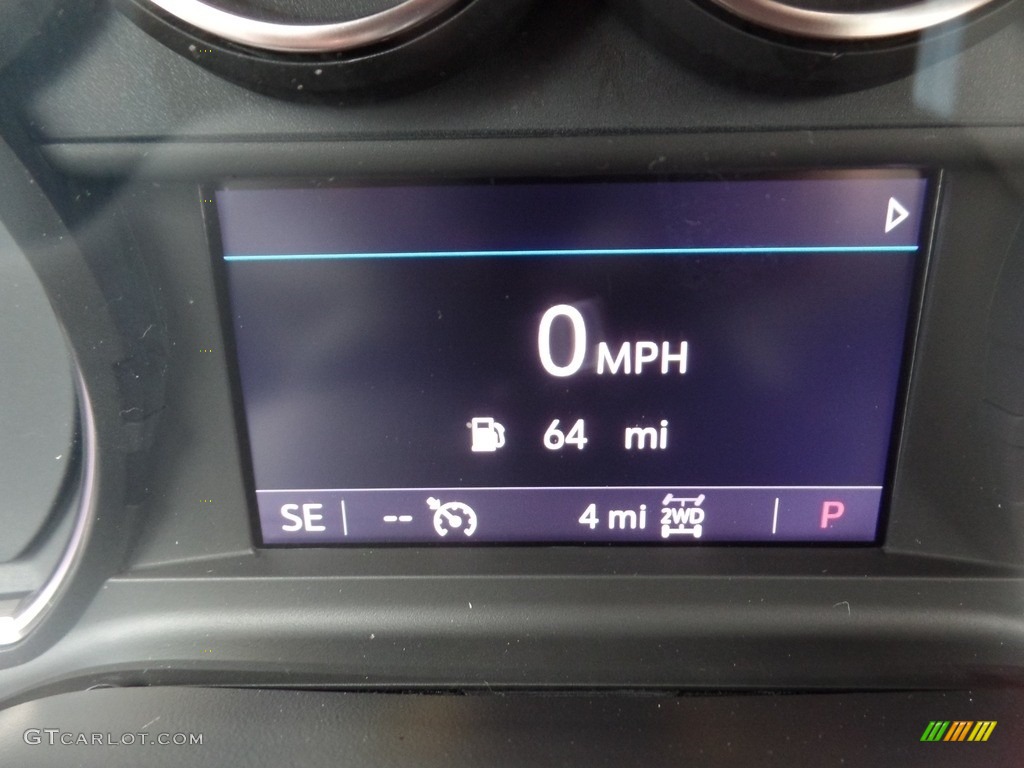 0 MPH
64 mi
SE -- 4 mi 2WD P
GTCARLOT.COM